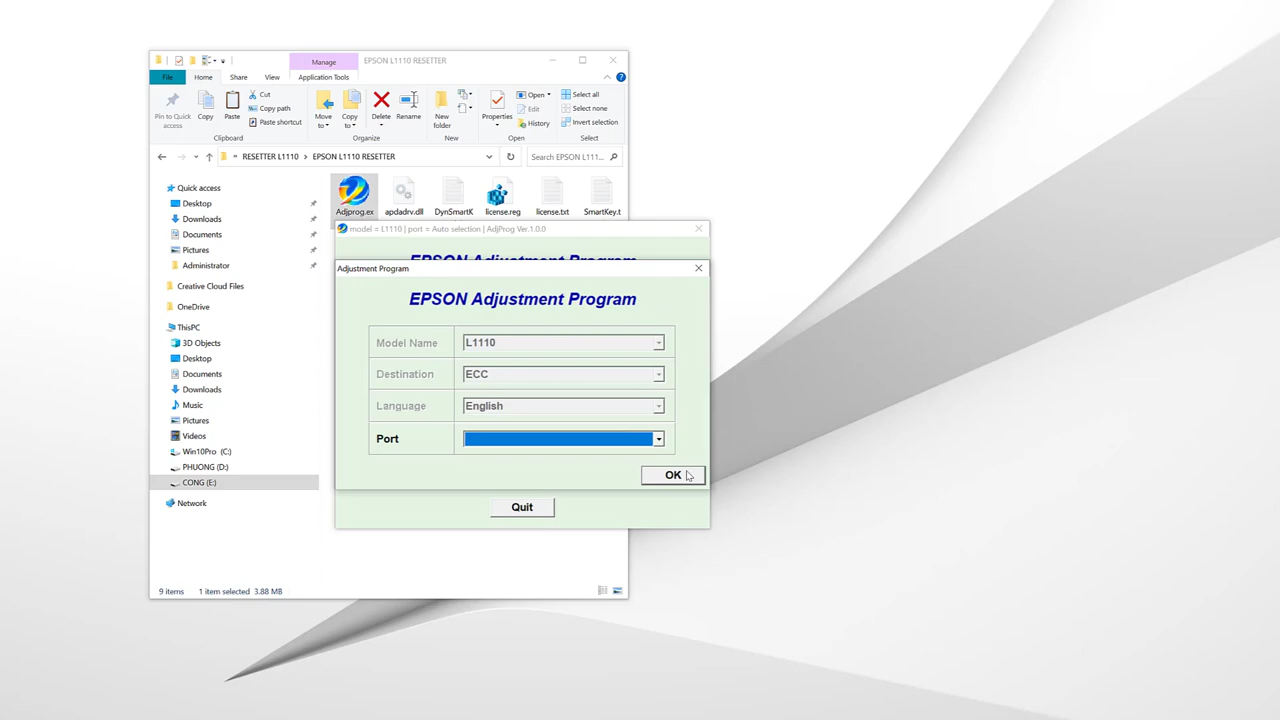 Manage
EPSON L1110 RESETTER
File
Home
Share
View
Application Tools
Pin to Quick
access
Copy
Paste
Cut
Copy path
Paste shortcut
Clipboard
Move
to
Copy
to
Delete
Rename
Organize
New
folder
New
Properties
Open
Edit
History
Open
Select all
Select none
Invert selection
Select
« RESETTER L1110 › EPSON L1110 RESETTER
Search EPSON L111...
Quick access
Desktop
Downloads
Documents
Pictures
Administrator
Creative Cloud Files
OneDrive
ThisPC
3D Objects
Desktop
Documents
Downloads
Music
Pictures
Videos
Win10Pro (C:)
PHUONG (D:)
CONG (E:)
Network
Adjprog.ex
apdadrv.dll
DynSmartK
license.reg
license.txt
SmartKey.t
model = L1110 | port = Auto selection | AdjProg Ver.1.0.0
EPSON Adjustment Program
Adjustment Program
EPSON Adjustment Program
Model Name L1110
Destination ECC
Language English
Port
OK
Quit
9 items 1 item selected 3.88 MB